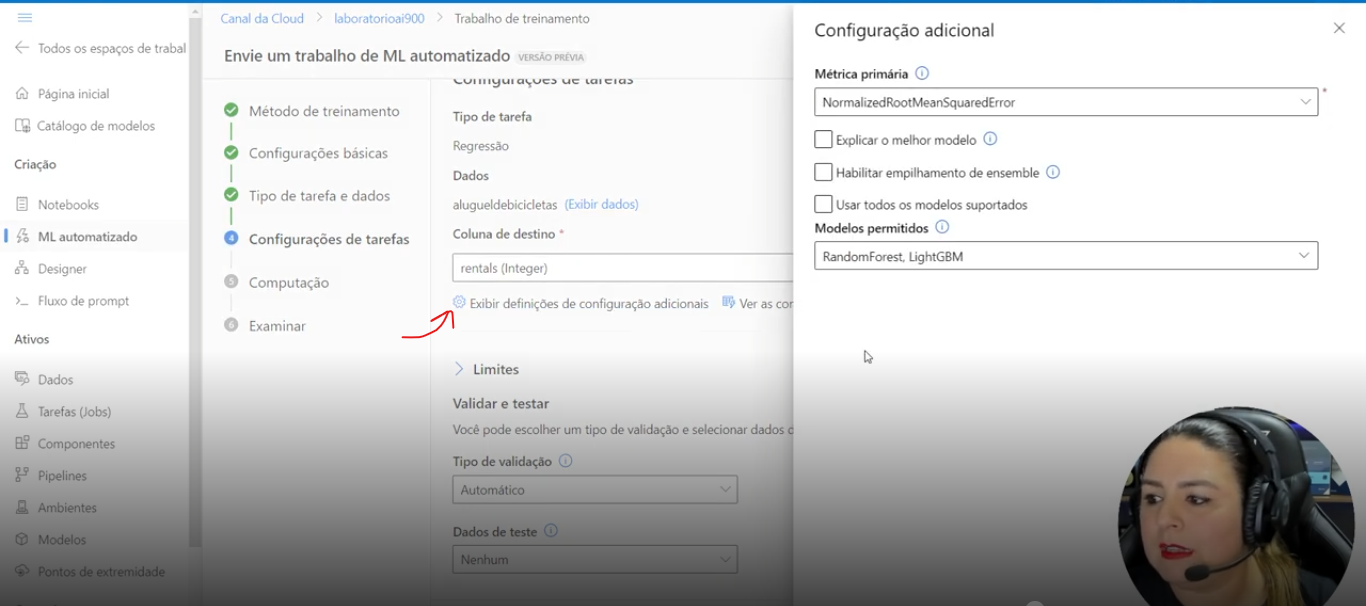 Canal da Cloud > laboratorioai900 > Trabalho de treinamento
Todos os espaços de trabal
Envie um trabalho de ML automatizado VERSÃO PRÉVIA
Página inicial
Catálogo de modelos
Criação
Notebooks
ML automatizado
Designer
Fluxo de prompt
Ativos
Dados
Tarefas (Jobs)
Componentes
Pipelines
Ambientes
Modelos
Pontos de extremidade
Método de treinamento
Configurações básicas
Tipo de tarefa e dados
4 Configurações de tarefas
5 Computação
6 Examinar
Configurações de tarefas
Tipo de tarefa
Regressão
Dados
alugueldebicicletas (Exibir dados)
Coluna de destino *
rentals (Integer)
Exibir definições de configuração adicionais Ver as con
Limites
Validar e testar
Você pode escolher um tipo de validação e selecionar dados d
Tipo de validação
Automático
Dados de teste
Nenhum
Configuração adicional
Métrica primária
NormalizedRootMeanSquaredError *
Explicar o melhor modelo
Habilitar empilhamento de ensemble
Usar todos os modelos suportados
Modelos permitidos
RandomForest, LightGBM